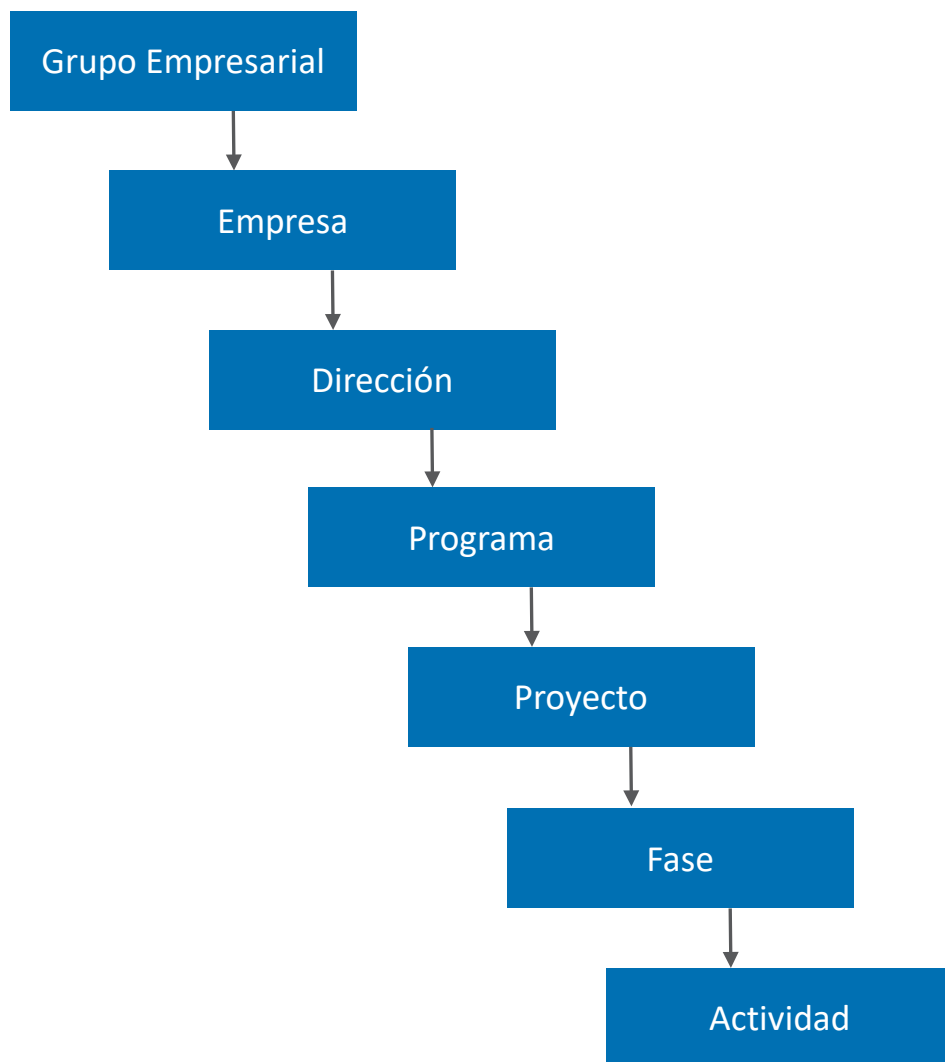 Grupo Empresarial
Empresa
Dirección
Programa
Proyecto
Fase
Actividad